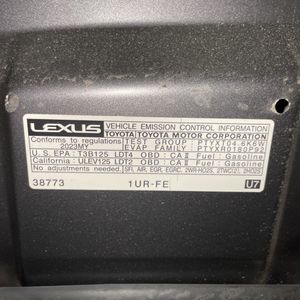 LEXUS VEHICLE EMISSION CONTROL INFORMATION
TOYOTA/TOYOTA MOTOR CORPORATION
Conforms to regulations TEST GROUP : PTYXT04.6K6W
2023MY EVAP FAMILY : PTYXR0180P92
U.S. EPA : T3B125 LDT4 OBD : CA II Fuel : Gasoline
California : ULEV125 LDT2 OBD : CA II Fuel : Gasoline
No adjustments needed. SFI, AIR, EGR, EGRC, 2WR-HO2S, 2TWC(2), 2HO2S
38773 1UR-FE U7